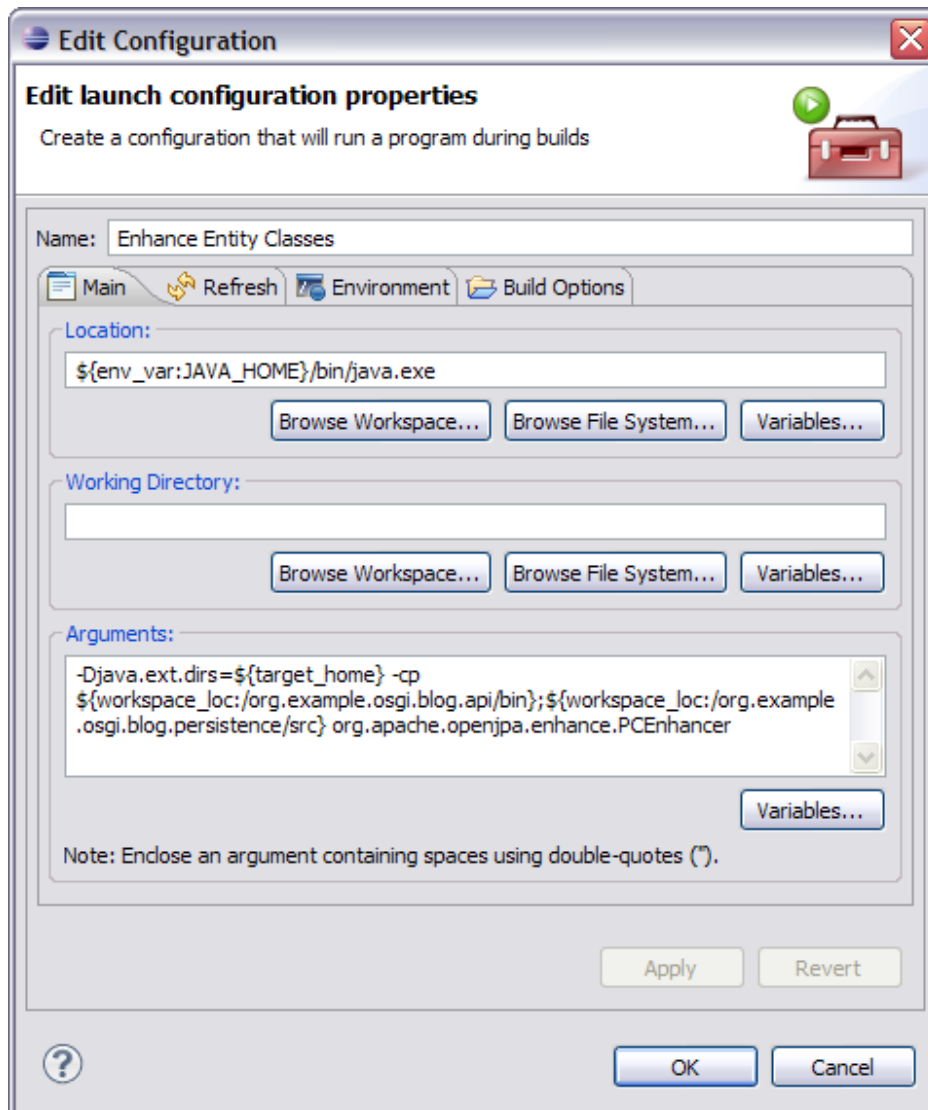 Edit Configuration
Edit launch configuration properties
Create a configuration that will run a program during builds
Name: Enhance Entity Classes
Main Refresh Environment Build Options
Location:
${env_var:JAVA_HOME}/bin/java.exe
Browse Workspace... Browse File System... Variables...
Working Directory:
Browse Workspace... Browse File System... Variables...
Arguments:
-Djava.ext.dirs=${target_home} -cp
${workspace_loc:/org.example.osgi.blog.api/bin};${workspace_loc:/org.example
.osgi.blog.persistence/src} org.apache.openjpa.enhance.PCEnhancer
Variables...
Note: Enclose an argument containing spaces using double-quotes (").
Apply Revert
? OK Cancel